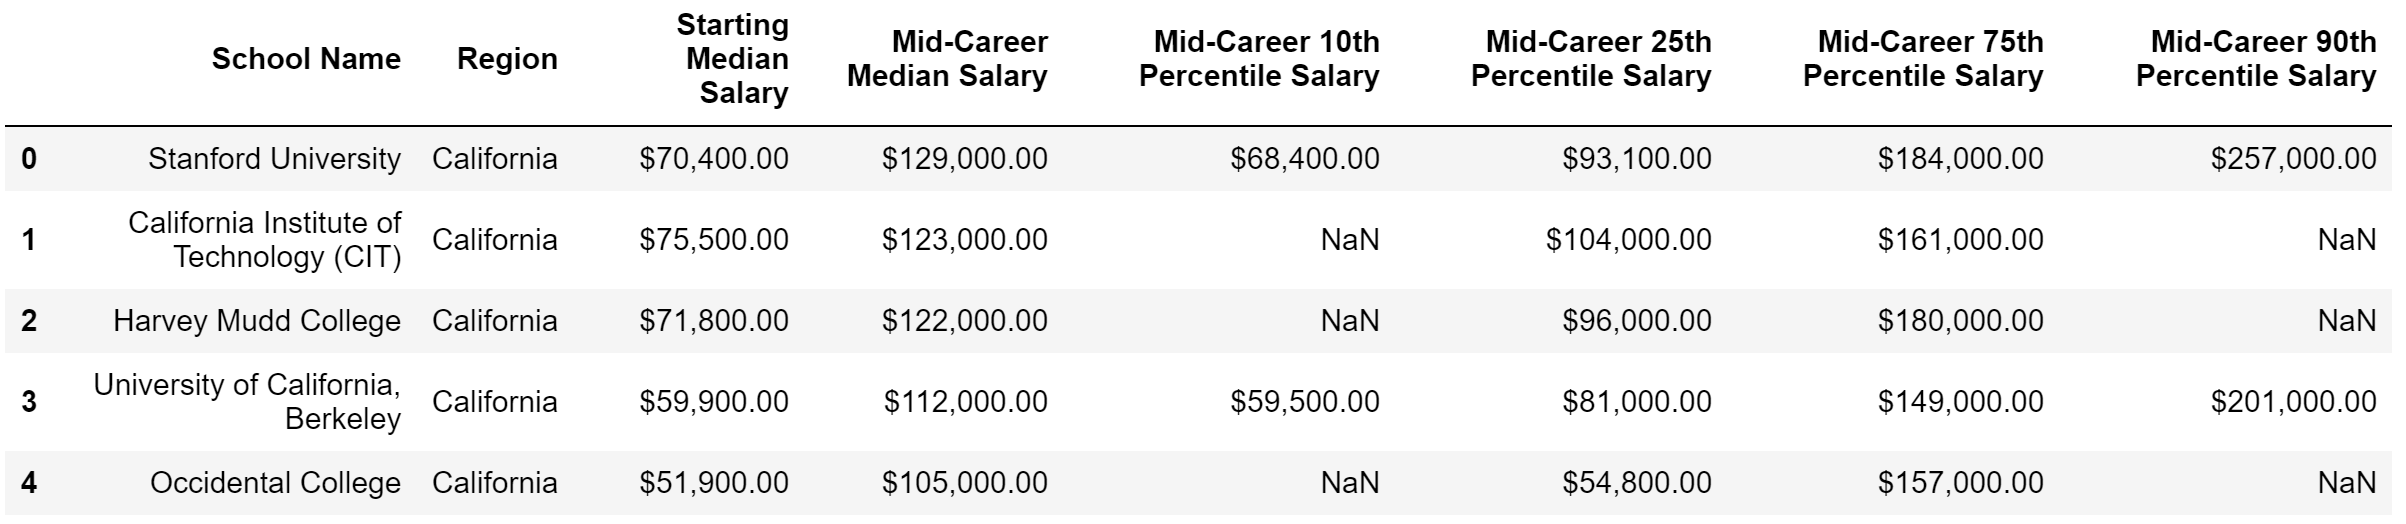 School Name Region Starting Median Salary Mid-Career Median Salary Mid-Career 10th Percentile Salary Mid-Career 25th Percentile Salary Mid-Career 75th Percentile Salary Mid-Career 90th Percentile Salary
0 Stanford University California $70,400.00 $129,000.00 $68,400.00 $93,100.00 $184,000.00 $257,000.00
1 California Institute of Technology (CIT) California $75,500.00 $123,000.00 NaN $104,000.00 $161,000.00 NaN
2 Harvey Mudd College California $71,800.00 $122,000.00 NaN $96,000.00 $180,000.00 NaN
3 University of California, Berkeley California $59,900.00 $112,000.00 $59,500.00 $81,000.00 $149,000.00 $201,000.00
4 Occidental College California $51,900.00 $105,000.00 NaN $54,800.00 $157,000.00 NaN